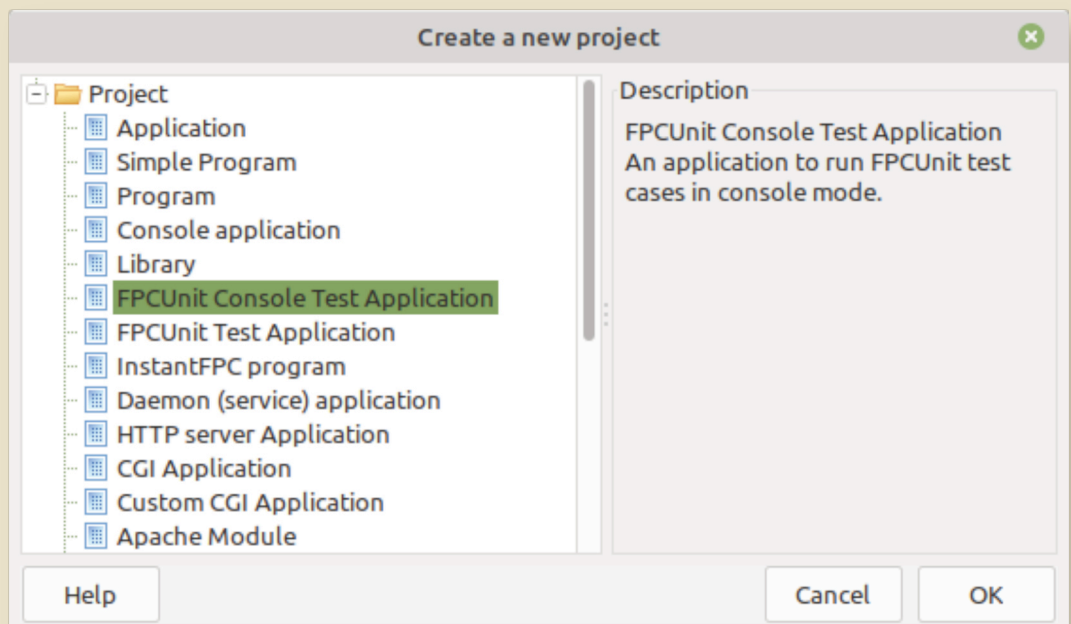 Create a new project
Project
Application
Simple Program
Program
Console application
Library
FPCUnit Console Test Application
FPCUnit Test Application
InstantFPC program
Daemon (service) application
HTTP server Application
CGI Application
Custom CGI Application
Apache Module
Description
FPCUnit Console Test Application
An application to run FPCUnit test
cases in console mode.
Help
Cancel
OK